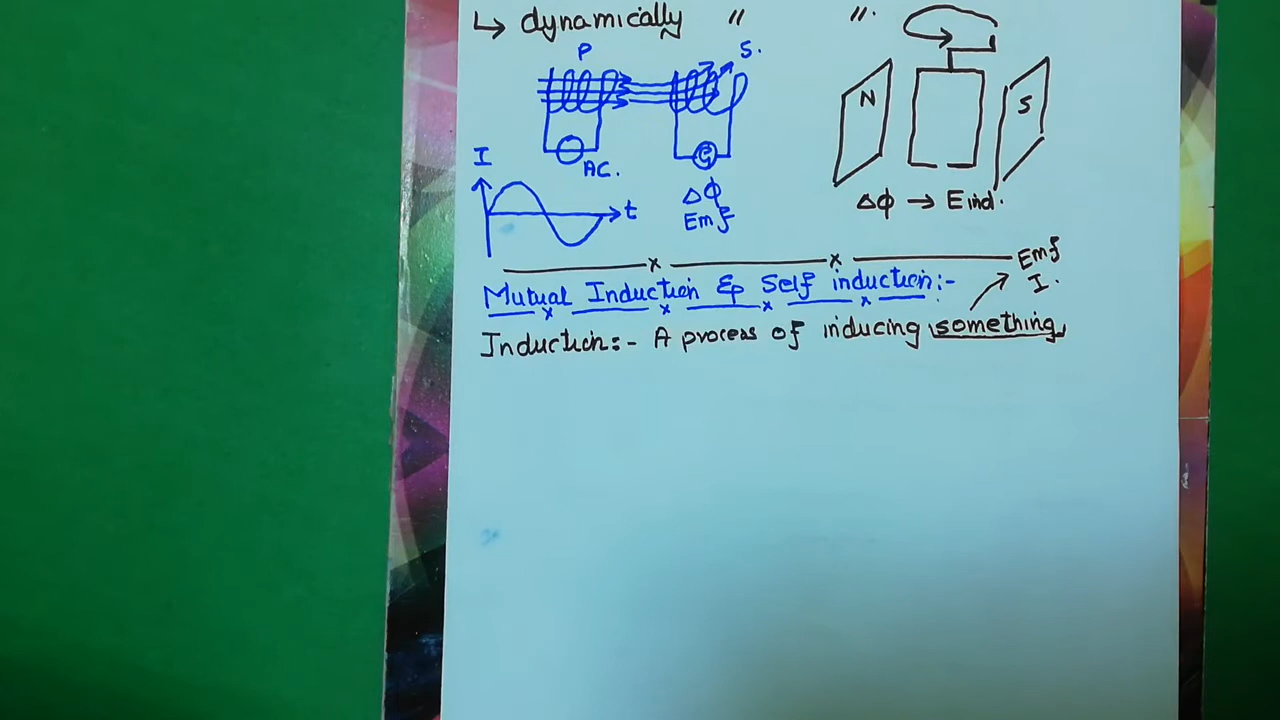 ↳ dynamically " ".
P S.
N S
G
AC.
I
t
Δφ
Emf
Δφ → Eind.
Emf
I.
Mutual Induction & Self induction:-
Induction:- A process of inducing something